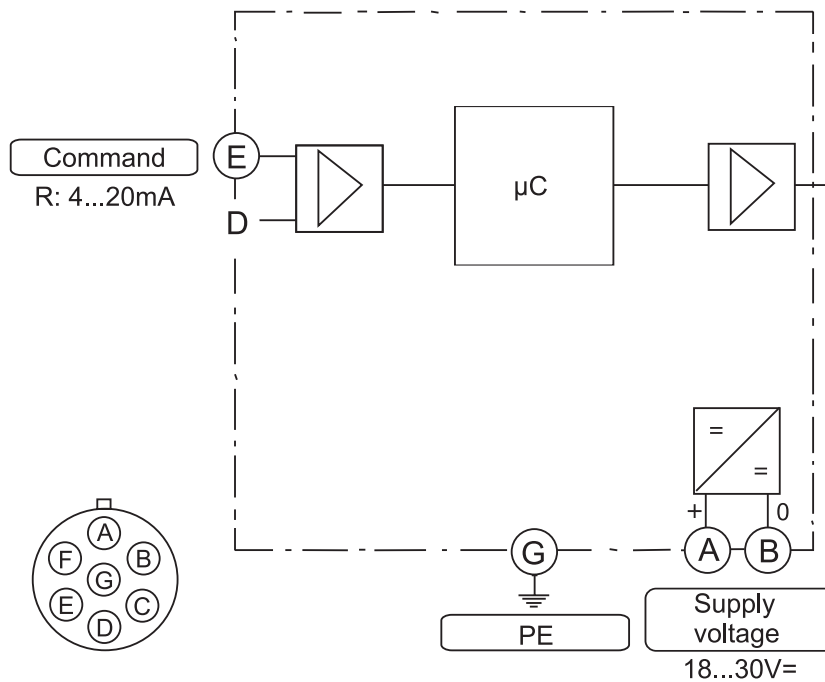 Command
R: 4...20mA
E
D
µC
=
=
+
0
G
A
B
PE
Supply
voltage
18...30V=
A
F
B
G
E
C
D